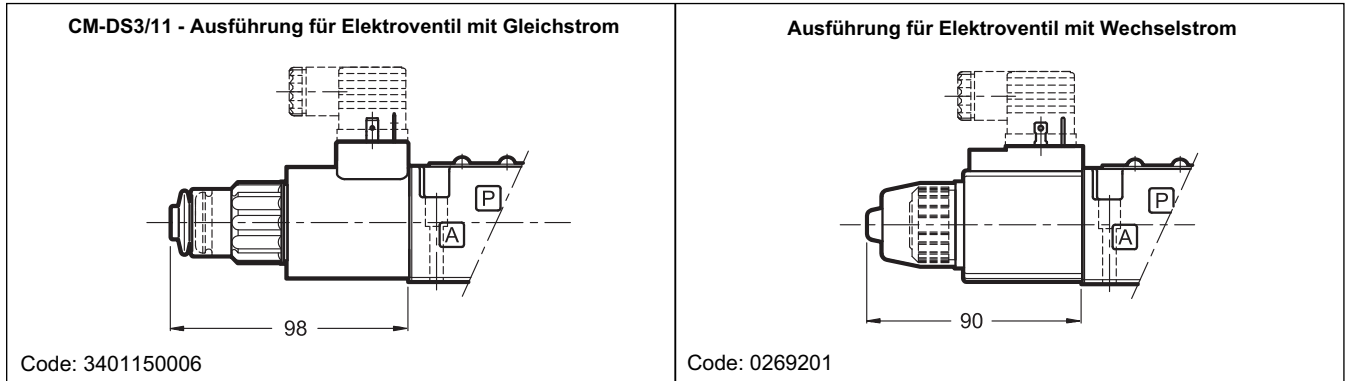 CM-DS3/11 - Ausführung für Elektroventil mit Gleichstrom
P
A
98
Code: 3401150006
Ausführung für Elektroventil mit Wechselstrom
P
A
90
Code: 0269201